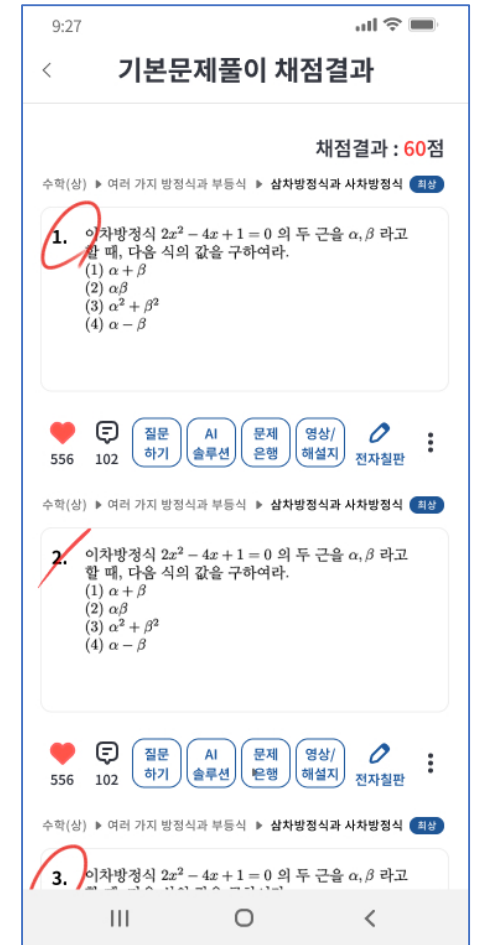 9:27
기본문제풀이 채점결과
채점결과 : 60점
수학(상) ▶ 여러 가지 방정식과 부등식 ▶ 삼차방정식과 사차방정식 최상
1. 이차방정식 2x² − 4x + 1 = 0 의 두 근을 α, β 라고
할 때, 다음 식의 값을 구하여라.
(1) α + β
(2) αβ
(3) α² + β²
(4) α − β
질문 AI 문제 영상/
하기 솔루션 은행 해설지 전자칠판
556 102
수학(상) ▶ 여러 가지 방정식과 부등식 ▶ 삼차방정식과 사차방정식 최상
2. 이차방정식 2x² − 4x + 1 = 0 의 두 근을 α, β 라고
할 때, 다음 식의 값을 구하여라.
(1) α + β
(2) αβ
(3) α² + β²
(4) α − β
질문 AI 문제 영상/
하기 솔루션 은행 해설지 전자칠판
556 102
수학(상) ▶ 여러 가지 방정식과 부등식 ▶ 삼차방정식과 사차방정식 최상
3. 이차방정식 2x² − 4x + 1 = 0 의 두 근을 α, β 라고